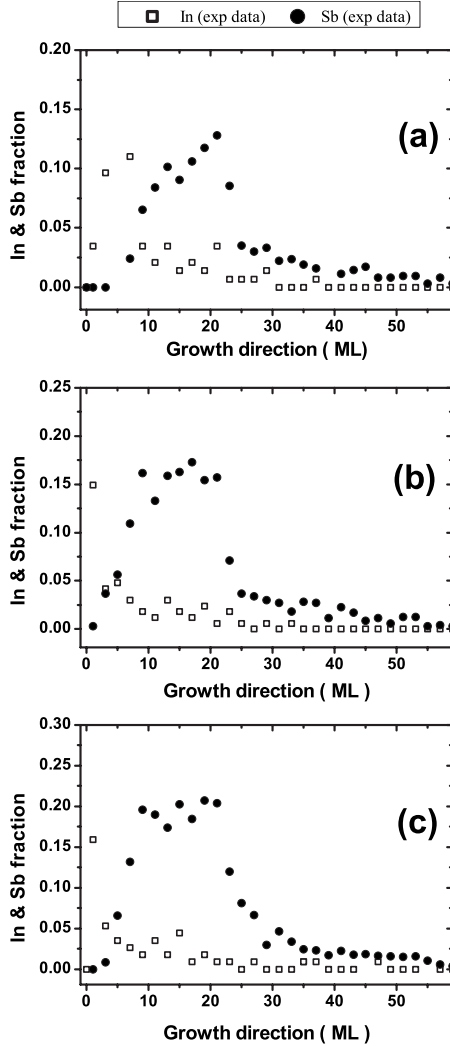 In (exp data) Sb (exp data)
0.20
0.15
0.10
0.05
0.00
In & Sb fraction
(a)
0 10 20 30 40 50
Growth direction ( ML)
0.25
0.20
0.15
0.10
0.05
0.00
In & Sb fraction
(b)
0 10 20 30 40 50
Growth direction ( ML )
0.30
0.25
0.20
0.15
0.10
0.05
0.00
In & Sb fraction
(c)
0 10 20 30 40 50
Growth direction ( ML )